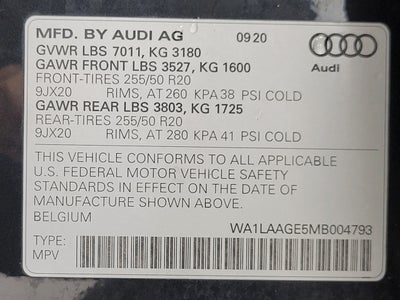 MFD. BY AUDI AG 09 20
GVWR LBS 7011, KG 3180
GAWR FRONT LBS 3527, KG 1600
FRONT-TIRES 255/50 R20
9JX20 RIMS, AT 260 KPA 38 PSI COLD
GAWR REAR LBS 3803, KG 1725
REAR-TIRES 255/50 R20
9JX20 RIMS, AT 280 KPA 41 PSI COLD
Audi
THIS VEHICLE CONFORMS TO ALL APPLICABLE
U.S. FEDERAL MOTOR VEHICLE SAFETY
STANDARDS IN EFFECT ON THE DATE OF
MANUFACTURE SHOWN ABOVE.
BELGIUM WA1LAAGE5MB004793
TYPE:
MPV